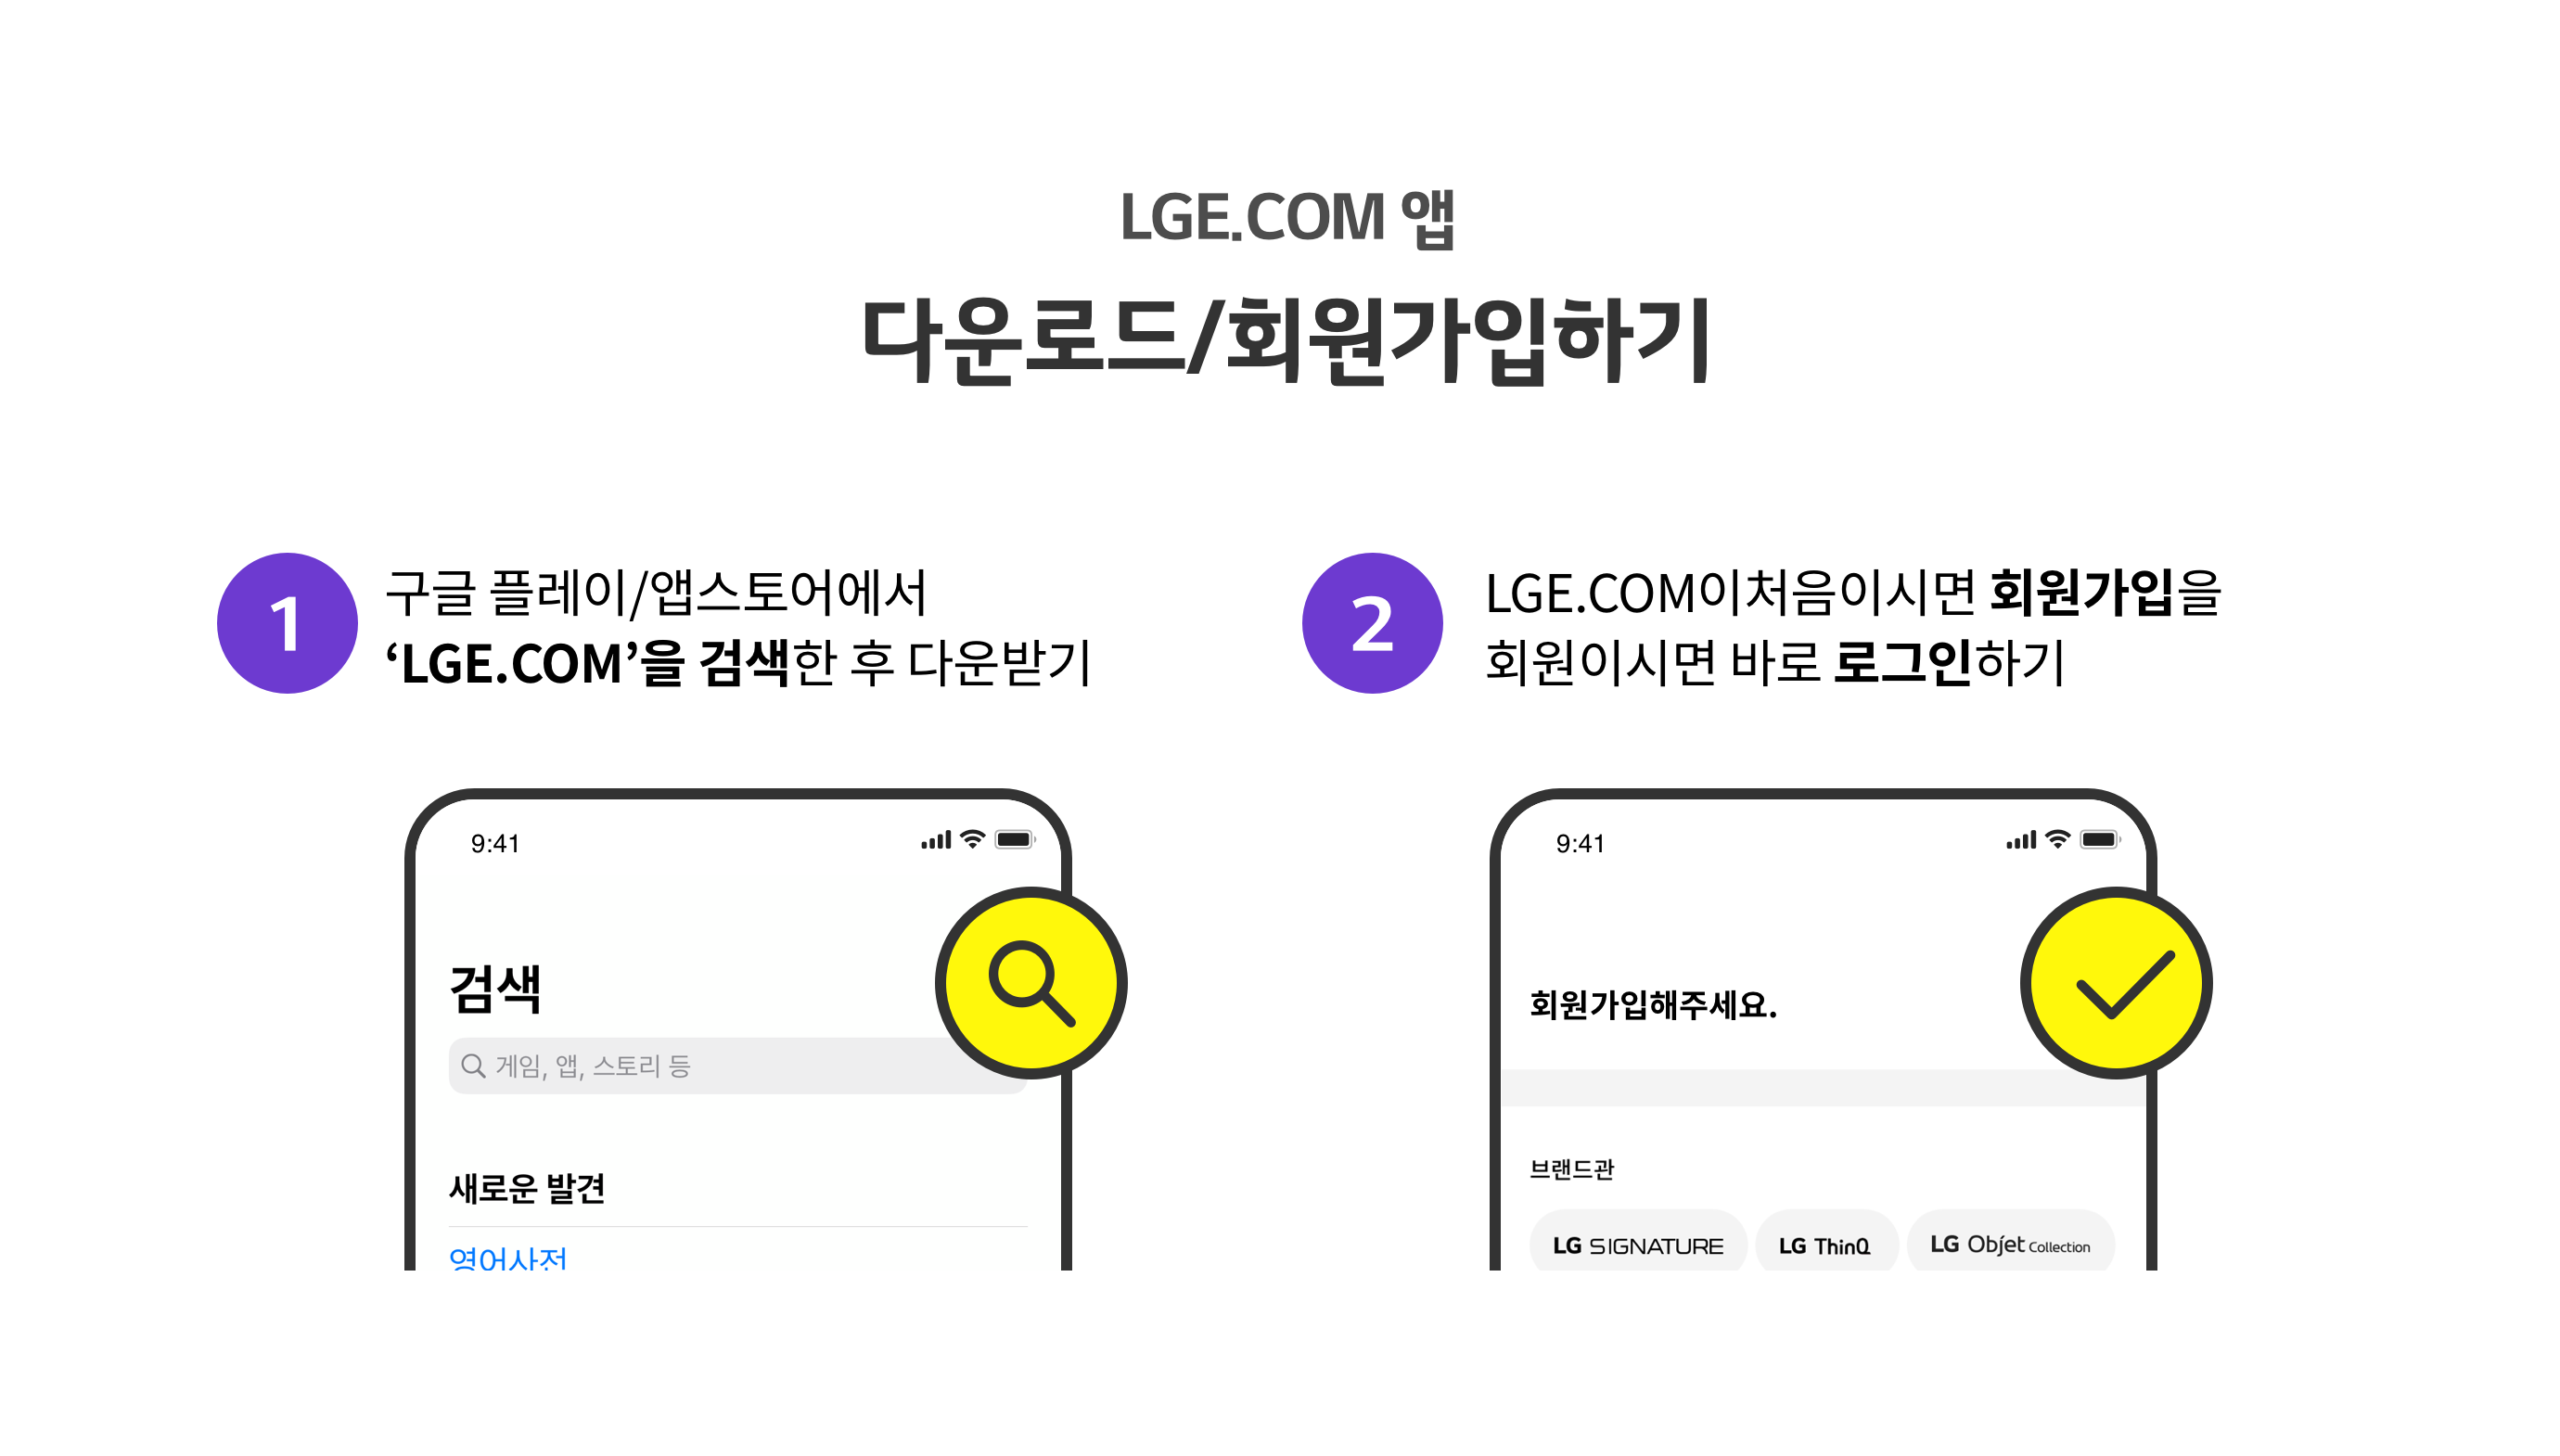 LGE.COM 앱
다운로드/회원가입하기
1
구글 플레이/앱스토어에서
‘LGE.COM’을 검색한 후 다운받기
9:41
검색
게임, 앱, 스토리 등
새로운 발견
영어사전
2
LGE.COM이처음이시면 회원가입을
회원이시면 바로 로그인하기
9:41
회원가입해주세요.
브랜드관
LG SIGNATURE
LG ThinQ
LG Objet Collection